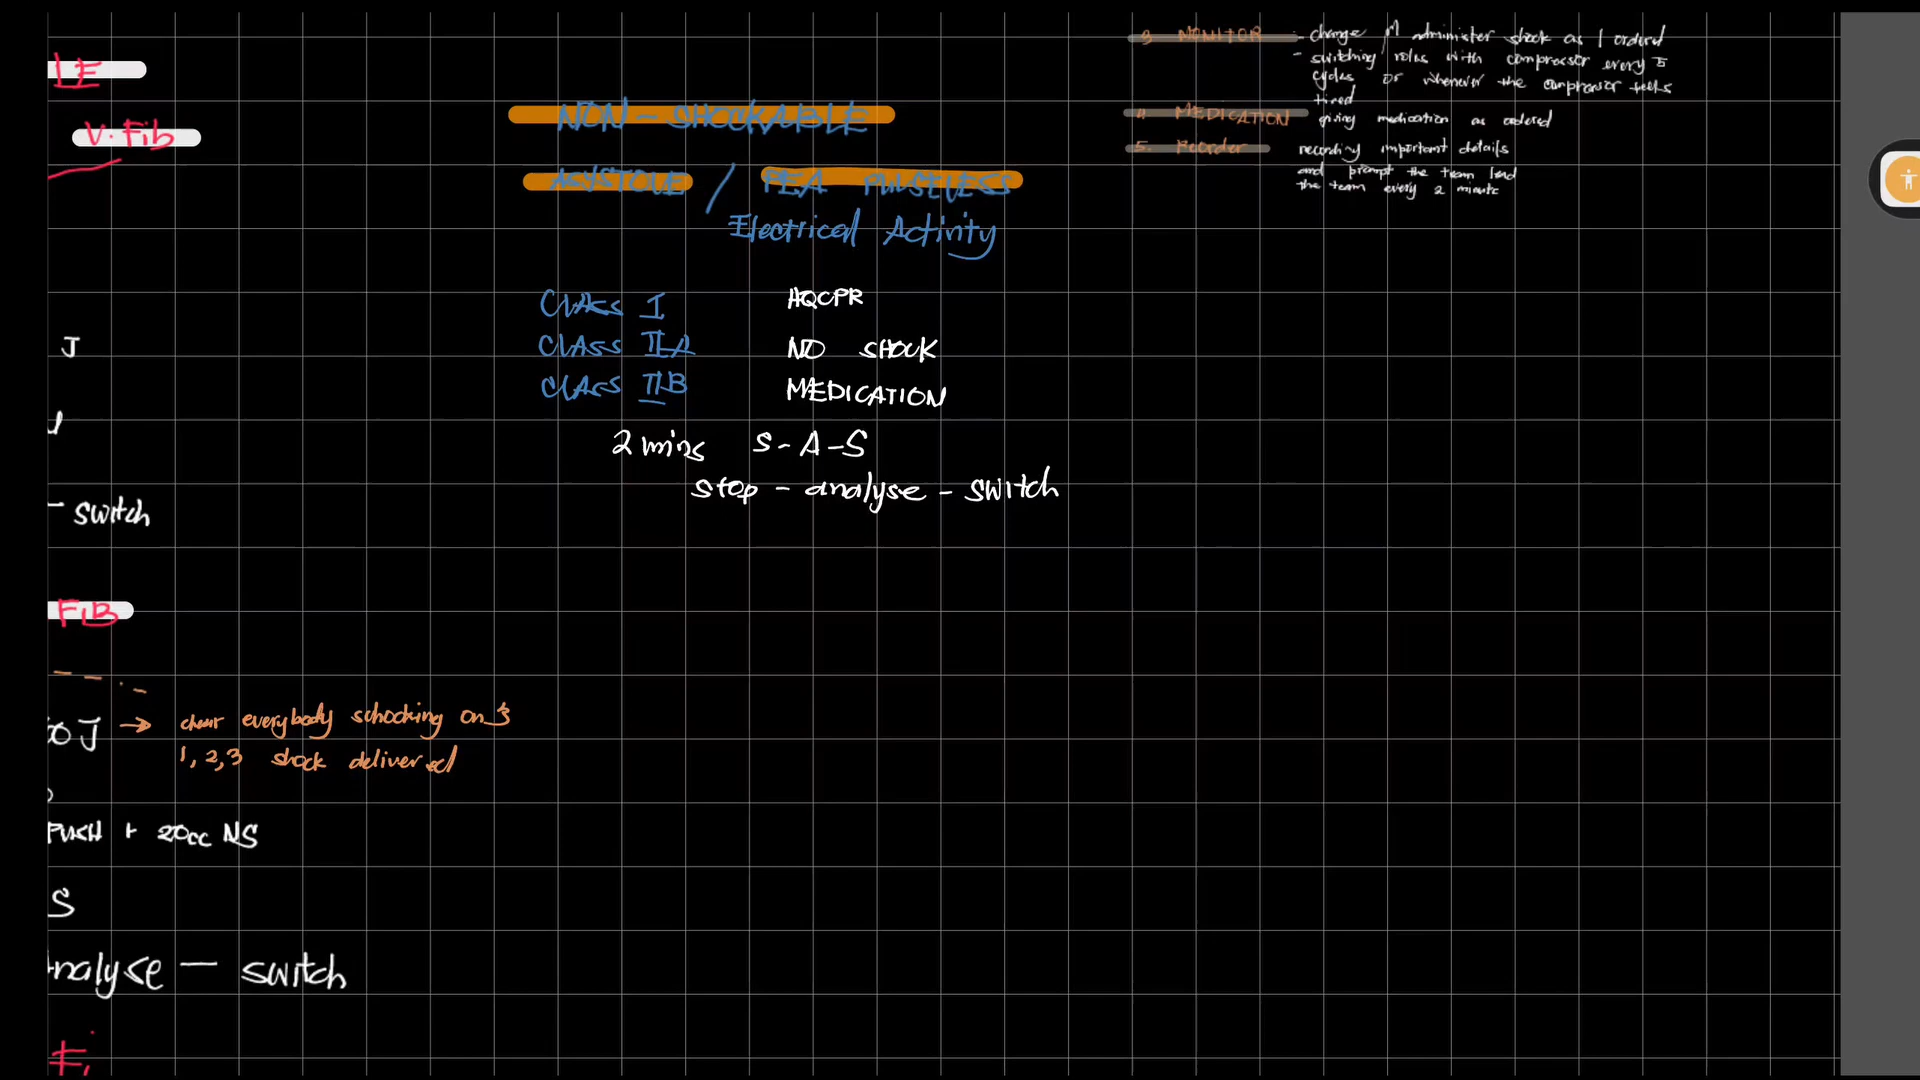 LE
V. Fib
J
- switch
FIB
00 J → clear everybody schocking on 3
1, 2, 3 shock delivered
PUSH + 20cc NS
S
Analyse - switch
NON-SHOCKABLE
ASYSTOLE / PEA PULSELESS
Electrical Activity
CLASS I HQCPR
CLASS IIA NO SHOCK
CLASS IIB MEDICATION
2 mins S-A-S
stop - analyse - switch
3 MONITOR - charge / administer shock as ordered
- switching roles with compressor every 5
cycles or whenever the compressor feels
tired
4. MEDICATION giving medication as ordered
5. Recorder recording important details
and prompt the team lead
the team every 2 minute